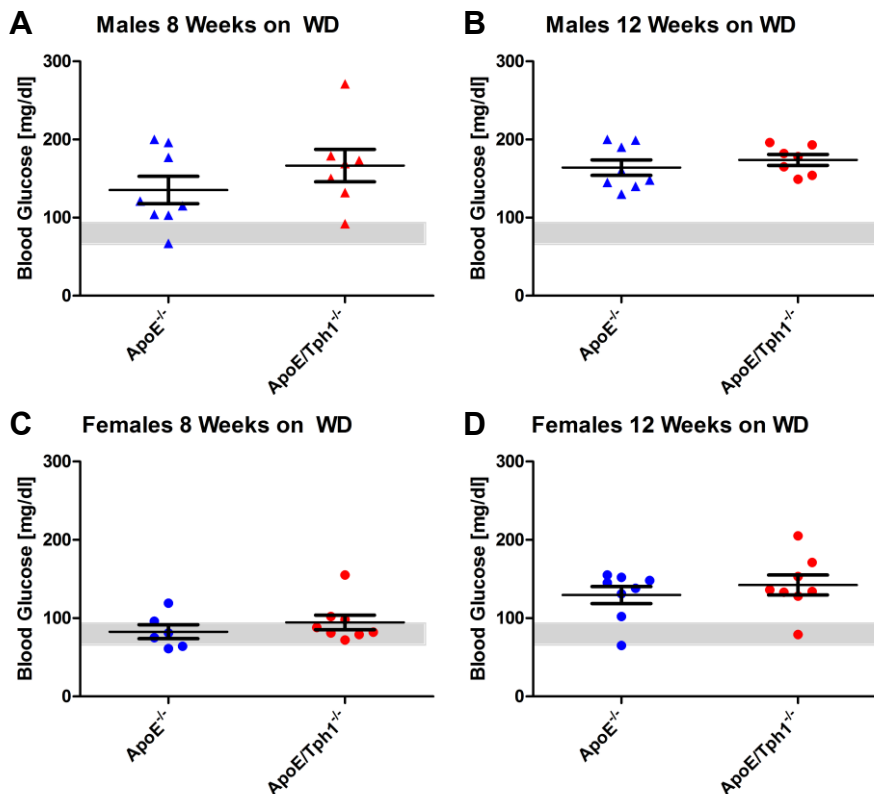 A
Males 8 Weeks on WD
Blood Glucose [mg/dl]
300
200
100
0
ApoE-/-
ApoE/Tph1-/-
B
Males 12 Weeks on WD
Blood Glucose [mg/dl]
300
200
100
0
ApoE-/-
ApoE/Tph1-/-
C
Females 8 Weeks on WD
Blood Glucose [mg/dl]
300
200
100
0
ApoE-/-
ApoE/Tph1-/-
D
Females 12 Weeks on WD
Blood Glucose [mg/dl]
300
200
100
0
ApoE-/-
ApoE/Tph1-/-